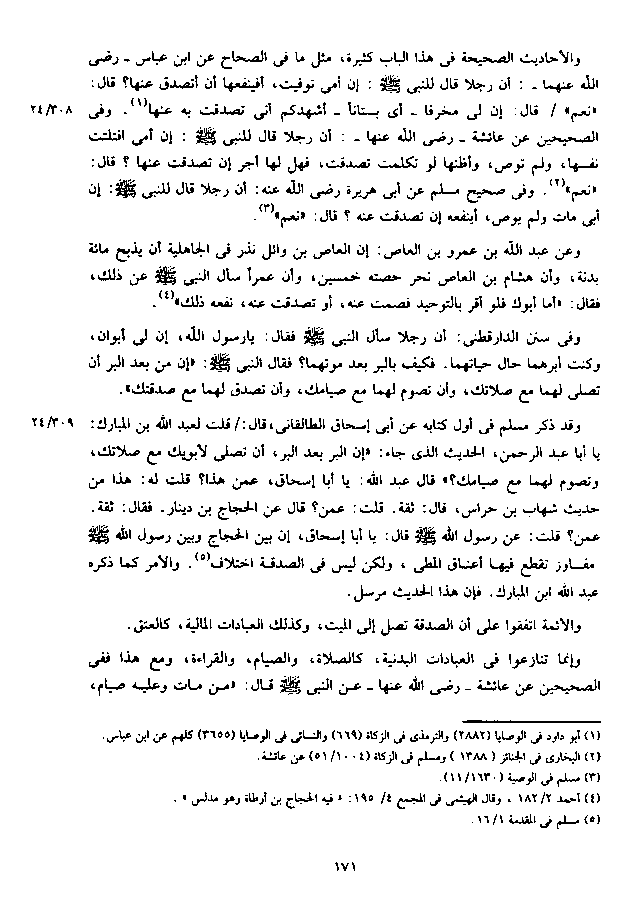 والأحاديث الصحيحة فى هذا الباب كثيرة، مثل ما فى الصحاح عن ابن عباس ـ رضى
الله عنهما ـ : أن رجلا قال للنبى ﷺ : إن أمي توفيت، أفينفعها أن أتصدق عنها؟ قال:
٢٤/٣٠٨ «نعم» / قال: إن لى مخرفا ـ أى بستاناً ـ أشهدكم أنى تصدقت به عنها(١). وفى
الصحيحين عن عائشة ـ رضى الله عنها ـ : أن رجلا قال للنبى ﷺ : إن أمى افتلتت
نفسها، ولم توص، وأظنها لو تكلمت تصدقت، فهل لها أجر إن تصدقت عنها ؟ قال:
«نعم»(٢). وفى صحيح مسلم عن أبى هريرة رضى الله عنه: أن رجلا قال للنبى ﷺ: إن
أبى مات ولم يوص، أينفعه إن تصدقت عنه ؟ قال: «نعم»(٣).
وعن عبد الله بن عمرو بن العاص: إن العاص بن وائل نذر فى الجاهلية أن يذبح مائة
بدنة، وأن هشام بن العاص نحر حصته خمسين، وأن عمراً سأل النبى ﷺ عن ذلك،
فقال: «أما أبوك فلو أقر بالتوحيد فصمت عنه، أو تصدقت عنه، نفعه ذلك»(٤).
وفى سنن الدارقطنى: أن رجلا سأل النبى ﷺ فقال: يارسول الله، إن لى أبوان،
وكنت أبرهما حال حياتهما. فكيف بالبر بعد موتهما؟ فقال النبى ﷺ: «إن من بعد البر أن
تصلى لهما مع صلاتك، وأن تصوم لهما مع صيامك، وأن تصدق لهما مع صدقتك».
٢٤/٣٠٩ وقد ذكر مسلم فى أول كتابه عن أبى إسحاق الطالقانى، قال:/ قلت لعبد الله بن المبارك:
يا أبا عبد الرحمن، الحديث الذى جاء: «إن البر بعد البر، أن تصلى لأبويك مع صلاتك،
وتصوم لهما مع صيامك؟» قال عبد الله: يا أبا إسحاق، عمن هذا؟ قلت له: هذا من
حديث شهاب بن حراس، قال: ثقة. قلت: عمن؟ قال عن الحجاج بن دينار. فقال: ثقة.
عمن؟ قلت: عن رسول الله ﷺ قال: يا أبا إسحاق، إن بين الحجاج وبين رسول الله ﷺ
مفاوز تقطع فيها أعناق المطى ، ولكن ليس فى الصدقة اختلاف(٥). والأمر كما ذكره
عبد الله ابن المبارك. فإن هذا الحديث مرسل.
والأئمة اتفقوا على أن الصدقة تصل إلى الميت، وكذلك العبادات المالية، كالعتق.
وإنما تنازعوا فى العبادات البدنية، كالصلاة، والصيام، والقراءة، ومع هذا ففى
الصحيحين عن عائشة ـ رضى الله عنها ـ عن النبى ﷺ قال: «من مات وعليه صيام،
(١) أبو داود فى الوصايا (٢٨٨٢) والترمذى فى الزكاة (٦٦٩) والنسائى فى الوصايا (٣٦٥٥) كلهم عن ابن عباس.
(٢) البخارى فى الجنائز (١٣٨٨ ) ومسلم فى الزكاة (٥١/١٠٠٤) عن عائشة.
(٣) مسلم فى الوصية (١١/١٦٣٠).
(٤) أحمد ١٨٢/٢ ، وقال الهيثمى فى المجمع ٤/ ١٩٥: « فيه الحجاج بن أرطاة وهو مدلس » .
(٥) مسلم فى المقدمة ١٦/١.
١٧١